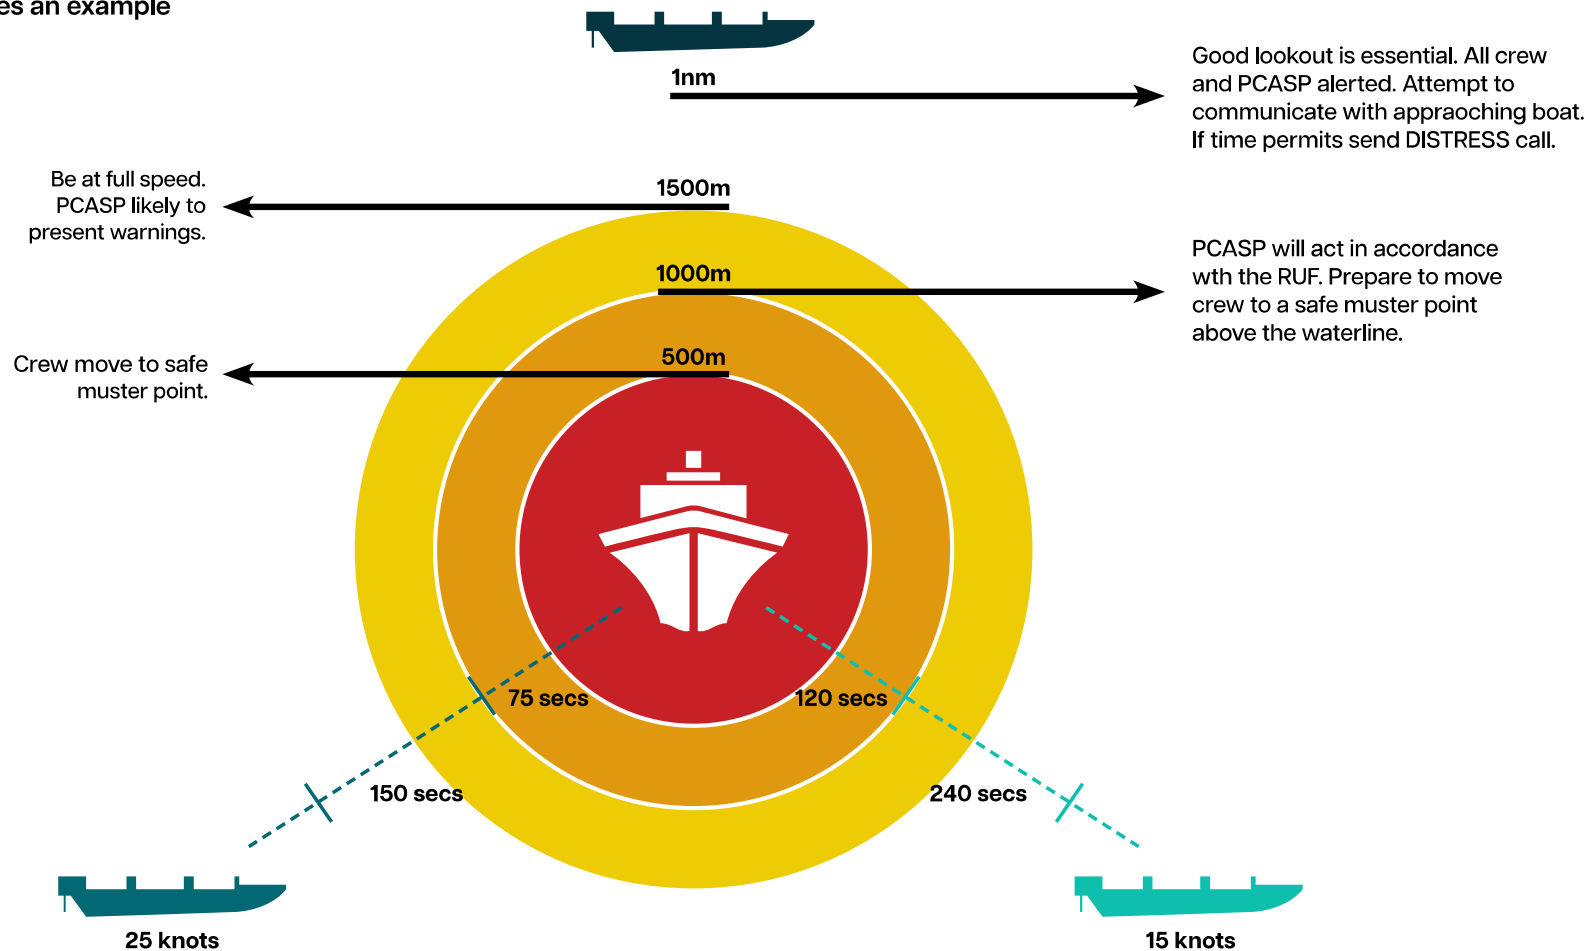 es an example
1nm
Good lookout is essential. All crew
and PCASP alerted. Attempt to
communicate with appraoching boat.
If time permits send DISTRESS call.
Be at full speed.
PCASP likely to
present warnings.
1500m
1000m
PCASP will act in accordance
wth the RUF. Prepare to move
crew to a safe muster point
above the waterline.
Crew move to safe
muster point.
500m
75 secs
120 secs
150 secs
240 secs
25 knots
15 knots